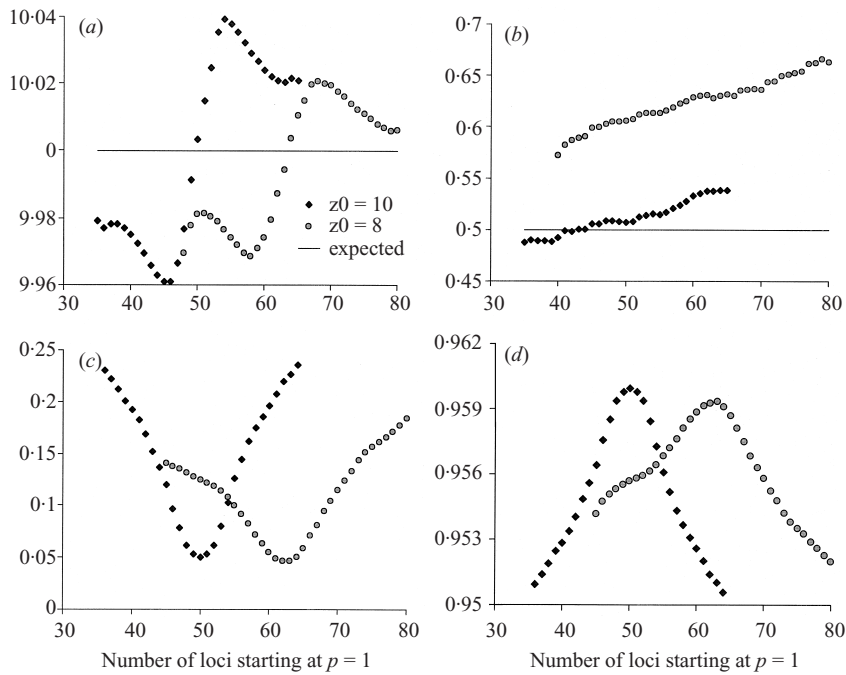 10·04
10·02
0
9·98
9·96
30 40 50 60 70 80
(a)
z0 = 10
z0 = 8
expected
0·7
0·65
0·6
0·55
0·5
0·45
30 40 50 60 70 80
(b)
0·25
0·2
0·15
0·1
0·05
0
30 40 50 60 70 80
(c)
Number of loci starting at p = 1
0·962
0·959
0·956
0·953
0·95
30 40 50 60 70 80
(d)
Number of loci starting at p = 1